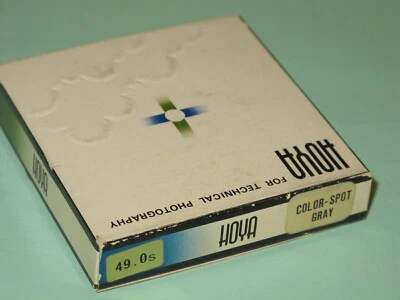 HOYA
FOR TECHNICAL PHOTOGRAPHY
HOYA
HOYA
49.0s
COLOR-SPOT
GRAY